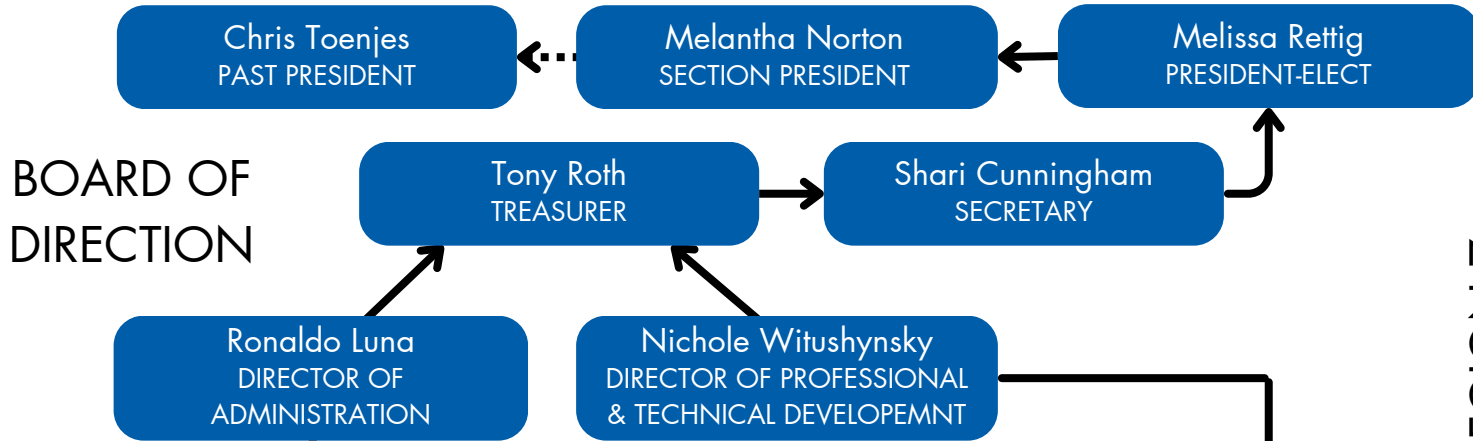 Chris Toenjes
PAST PRESIDENT
Melantha Norton
SECTION PRESIDENT
Melissa Rettig
PRESIDENT-ELECT
BOARD OF
DIRECTION
Tony Roth
TREASURER
Shari Cunningham
SECRETARY
Ronaldo Luna
DIRECTOR OF
ADMINISTRATION
Nichole Witushynsky
DIRECTOR OF PROFESSIONAL
& TECHNICAL DEVELOPEMNT